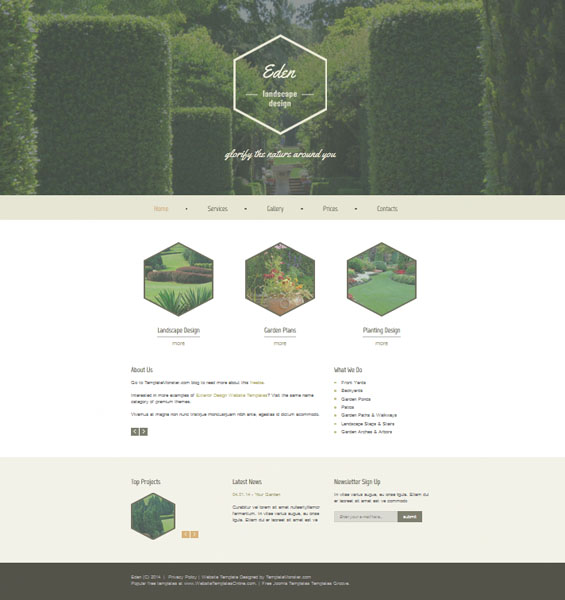 Eden
landscape
design
glorify the nature around you
Home • Services • Gallery • Prices • Contacts
Landscape Design
more
Garden Plans
more
Planting Design
more
About Us
Go to TemplateMonster.com blog to read more about this freebie.
Interested in more examples of Exterior Design Website Templates? Visit the same name
category of premium themes.
Vivamus at magna non nunc tristique rhoncusquam nibh ante, egestas id dictum acommodo.
What We Do
Front Yards
Backyards
Garden Ponds
Patios
Garden Paths & Walkways
Landscape Steps & Stairs
Garden Arches & Arbors
Top Projects
Latest News
04.01.14 - Your Garden
Curabitur vel lorem sit amet nullaellyitemor
fermentum. In vitae varius augue, eu iriore
ligula. Etiam dui er laoreet sit amet est ve
Newsletter Sign Up
In vitae varius augue, eu iriore ligula. Etiam dui
er laoreet sit amet est ve commodo
Enter your e-mail here...
submit
Eden (C) 2014 | Privacy Policy | Website Template Designed by TemplateMonster.com
Popular free templates at www.WebsiteTemplatesOnline.com. | Free Joomla Templates Templates Groove.